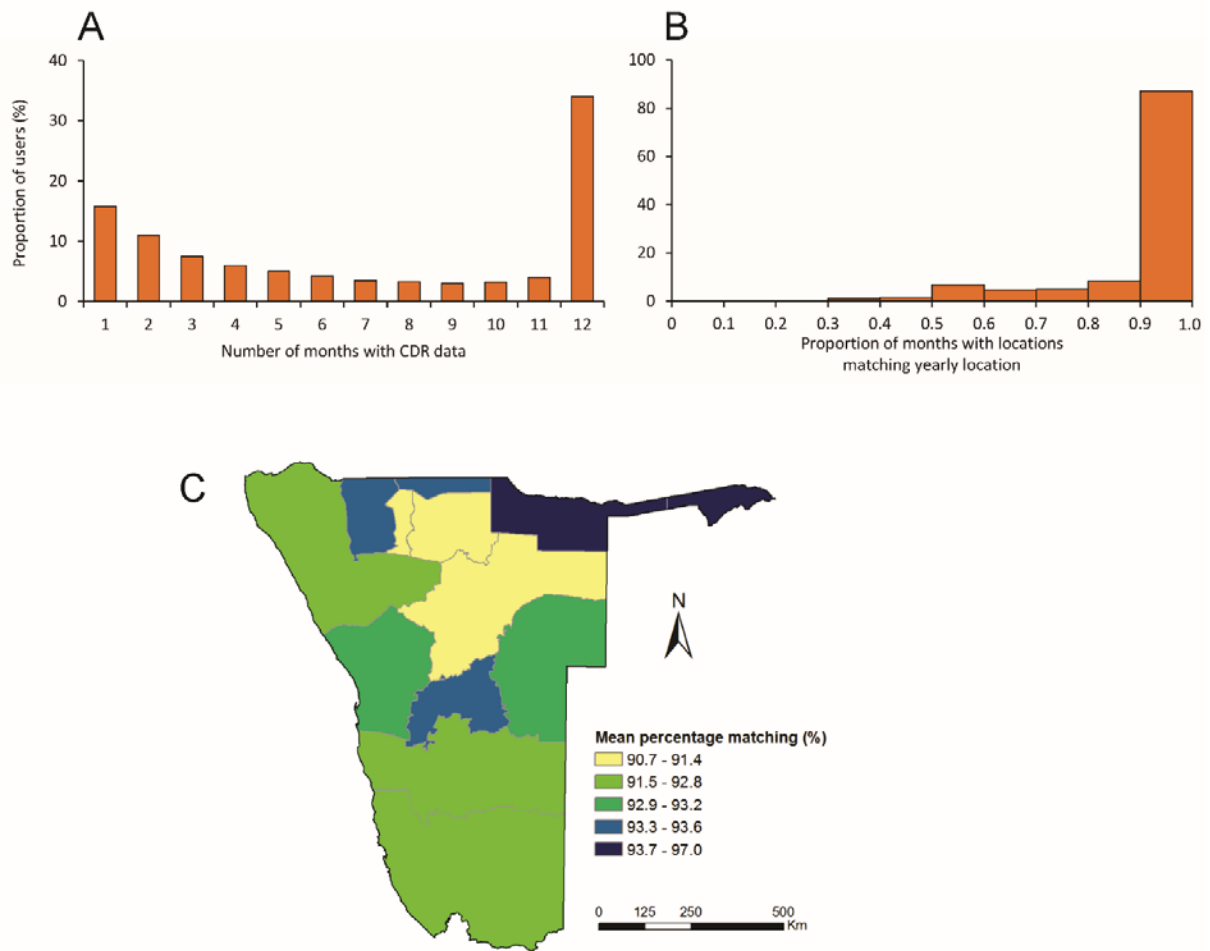 A
Proportion of users (%)
40
30
20
10
0
1 2 3 4 5 6 7 8 9 10 11 12
Number of months with CDR data
B
100
80
60
40
20
0
0 0.1 0.2 0.3 0.4 0.5 0.6 0.7 0.8 0.9 1.0
Proportion of months with locations
matching yearly location
C
N
Mean percentage matching (%)
90.7 - 91.4
91.5 - 92.8
92.9 - 93.2
93.3 - 93.6
93.7 - 97.0
0 125 250 500
Km